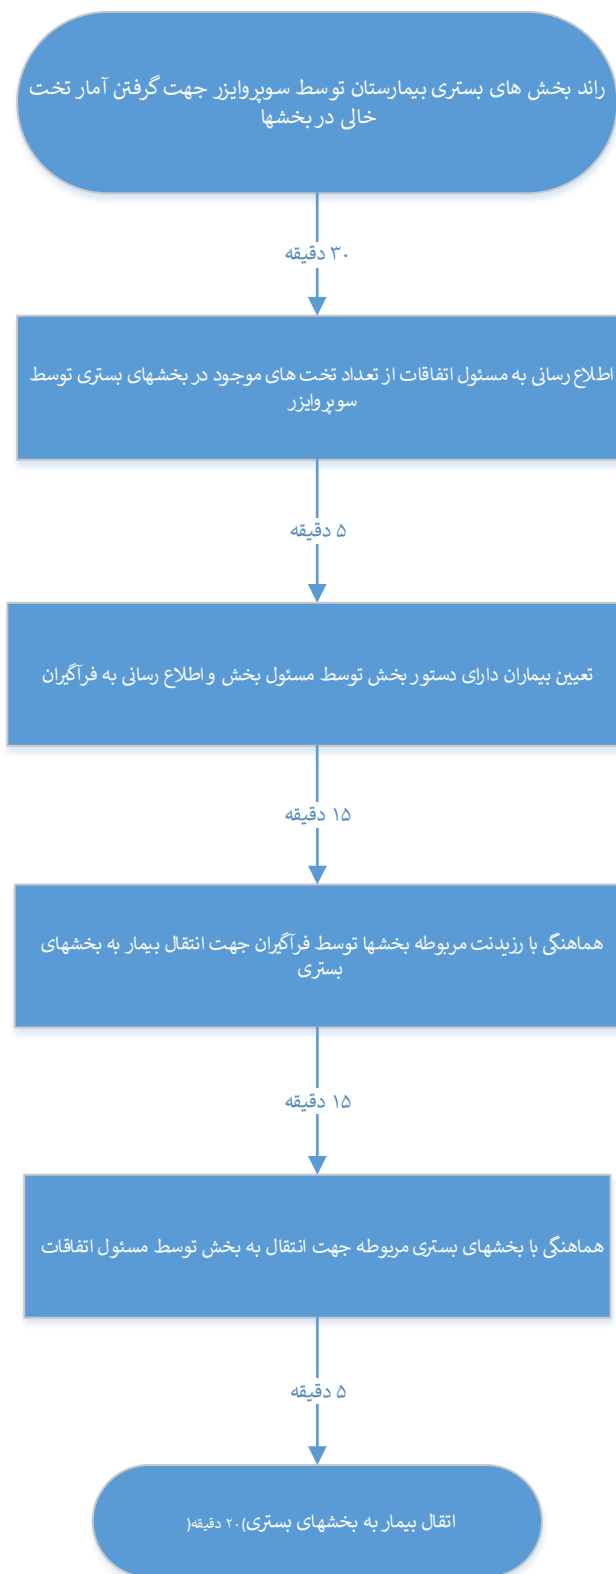 راند بخش های بستری بیمارستان توسط سوپروایزر جهت گرفتن آمار تخت
خالی در بخشها
۳۰ دقیقه
اطلاع رسانی به مسئول اتفاقات از تعداد تخت های موجود در بخشهای بستری توسط
سوپروایزر
۵ دقیقه
تعیین بیماران دارای دستور بخش توسط مسئول بخش و اطلاع رسانی به فرآگیران
۱۵ دقیقه
هماهنگی با رزیدنت مربوطه بخشها توسط فرآگیران جهت انتقال بیمار به بخشهای
بستری
۱۵ دقیقه
هماهنگی با بخشهای بستری مربوطه جهت انتقال به بخش توسط مسئول اتفاقات
۵ دقیقه
اتقال بیمار به بخشهای بستری)۲۰ دقیقه(